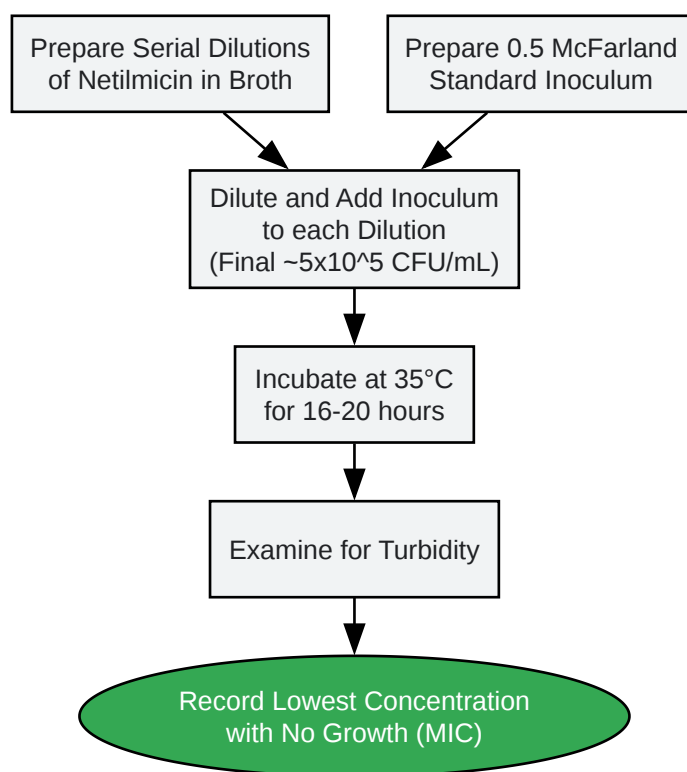 Prepare Serial Dilutions
of Netilmicin in Broth
Prepare 0.5 McFarland
Standard Inoculum
Dilute and Add Inoculum
to each Dilution
(Final ~5x10^5 CFU/mL)
Incubate at 35°C
for 16-20 hours
Examine for Turbidity
Record Lowest Concentration
with No Growth (MIC)